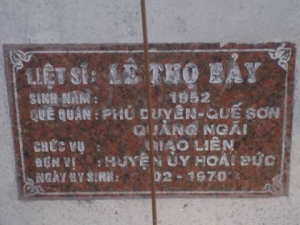 LIỆT SĨ: LÊ THỌ BẢY
SINH NĂM: 1952
QUÊ QUÁN: PHÚ DUYÊN-QUẾ SƠN
QUẢNG NGÃI
CHỨC VỤ: GIAO LIÊN
ĐƠN VỊ: HUYỆN ỦY HOÀI ĐỨC
NGÀY HY SINH: 02-1970